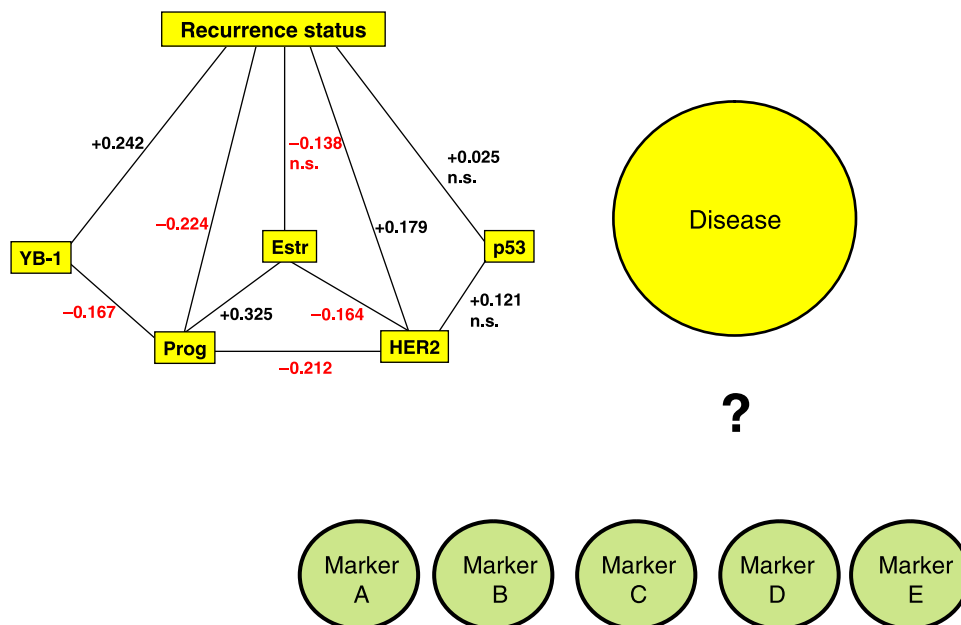 Recurrence status
+0.242
−0.138
n.s.
+0.025
n.s.
−0.224
+0.179
YB-1
Estr
p53
−0.167
+0.325
−0.164
+0.121
n.s.
Prog
HER2
−0.212
Disease
?
Marker
A
Marker
B
Marker
C
Marker
D
Marker
E